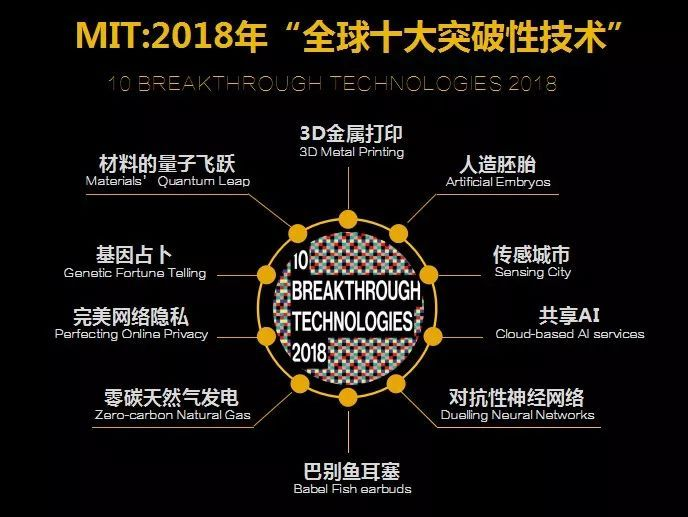 MIT:2018年“全球十大突破性技术”
10 BREAKTHROUGH TECHNOLOGIES 2018
3D金属打印
3D Metal Printing
材料的量子飞跃
Materials’ Quantum Leap
人造胚胎
Artificial Embryos
基因占卜
Genetic Fortune Telling
传感城市
Sensing City
10
BREAKTHROUGH
TECHNOLOGIES
2018
完美网络隐私
Perfecting Online Privacy
共享AI
Cloud-based AI services
零碳天然气发电
Zero-carbon Natural Gas
对抗性神经网络
Duelling Neural Networks
巴别鱼耳塞
Babel Fish earbuds